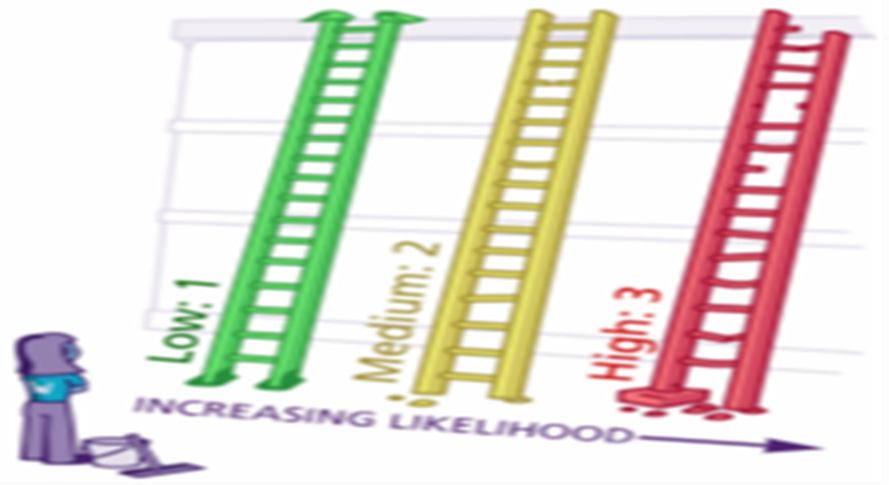 Low: 1
Medium: 2
High: 3
INCREASING LIKELIHOOD